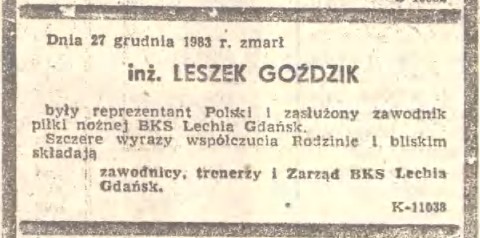 Dnia 27 grudnia 1983 r. zmarł
inż. LESZEK GOŹDZIK
były reprezentant Polski i zasłużony zawodnik
piłki nożnej BKS Lechia Gdańsk.
Szczere wyrazy współczucia Rodzinie i bliskim
składają
zawodnicy, trenerzy i Zarząd BKS Lechia
Gdańsk.
K-11038